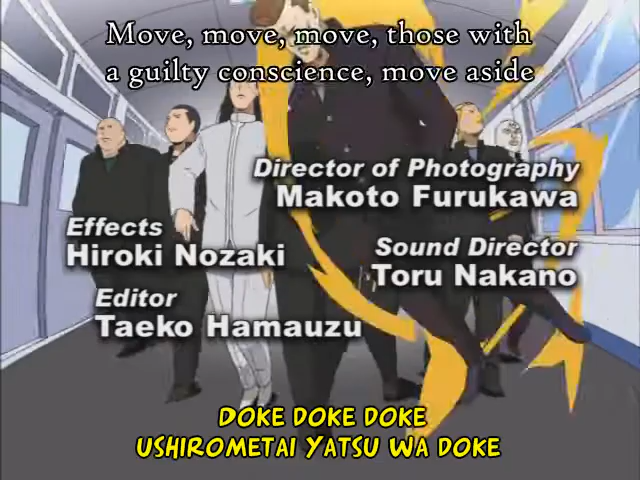 Move, move, move, those with
a guilty conscience, move aside
Director of Photography
Makoto Furukawa
Effects
Hiroki Nozaki
Sound Director
Toru Nakano
Editor
Taeko Hamauzu
DOKE DOKE DOKE
USHIROMETAI YATSU WA DOKE